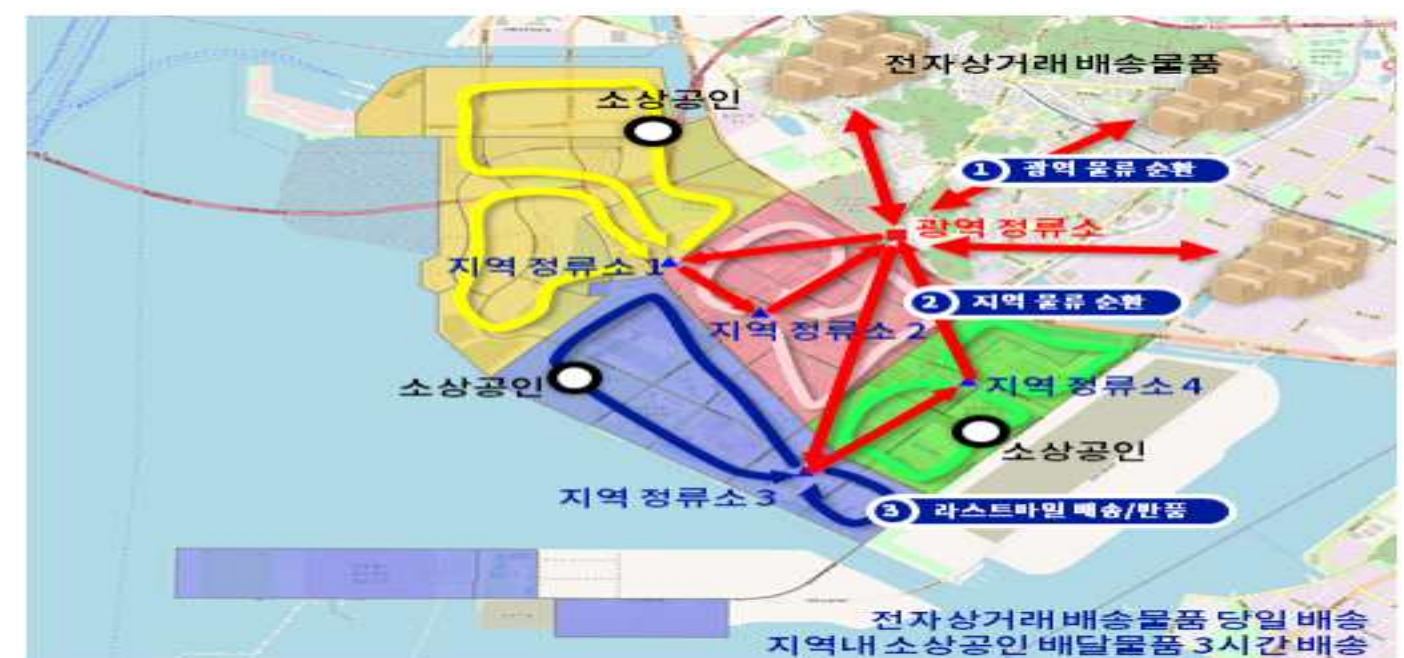 전자상거래 배송물품
소상공인
1 광역 물류 순환
광역 정류소
지역 정류소 1
2 지역 물류 순환
지역 정류소 2
소상공인
지역 정류소 4
소상공인
지역 정류소 3
3 라스트마일 배송/반품
전자상거래 배송물품 당일 배송
지역내 소상공인 배달물품 3시간 배송